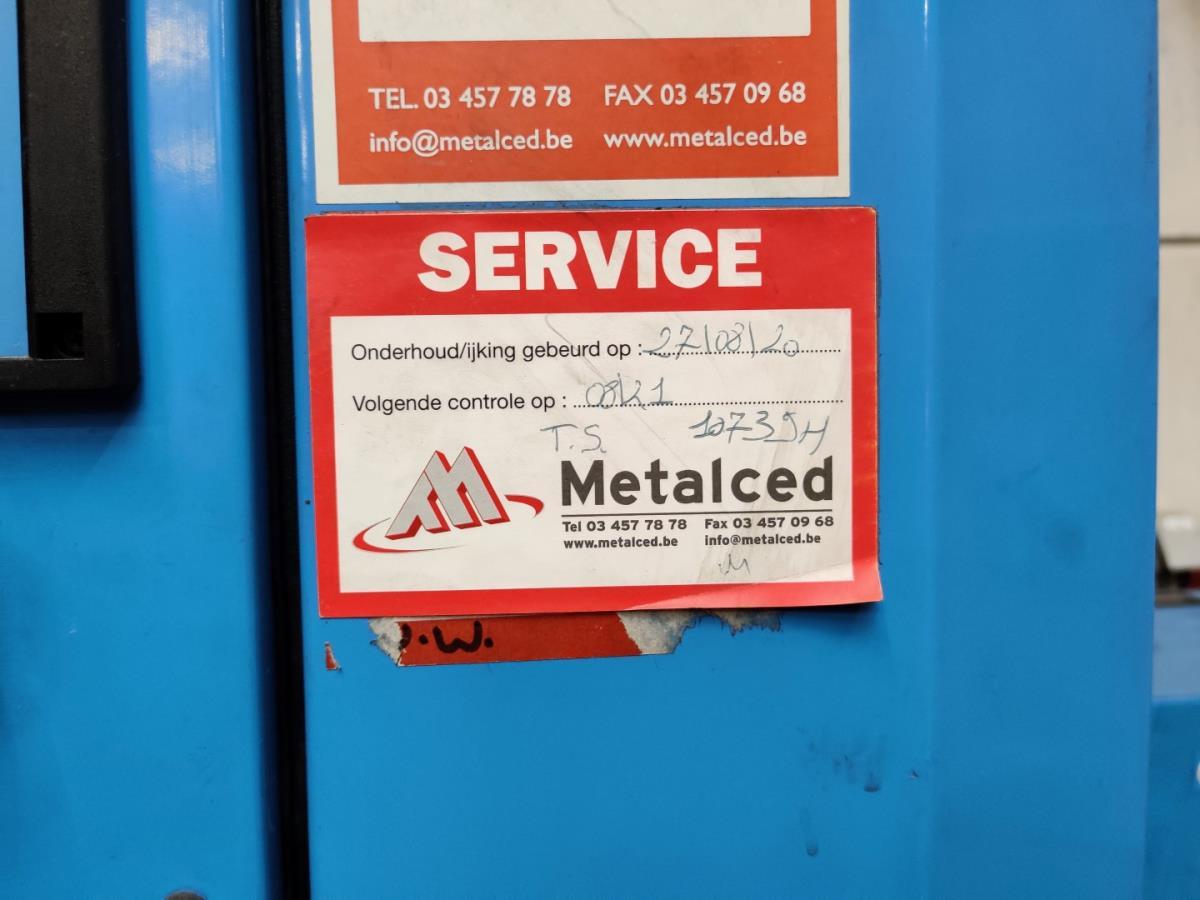 TEL. 03 457 78 78 FAX 03 457 09 68
info@metalced.be www.metalced.be
SERVICE
Onderhoud/ijking gebeurd op : 27/08/20
Volgende controle op : 08/21
T.S. 10739H
Metalced
Tel 03 457 78 78 Fax 03 457 09 68
www.metalced.be info@metalced.be
.W.